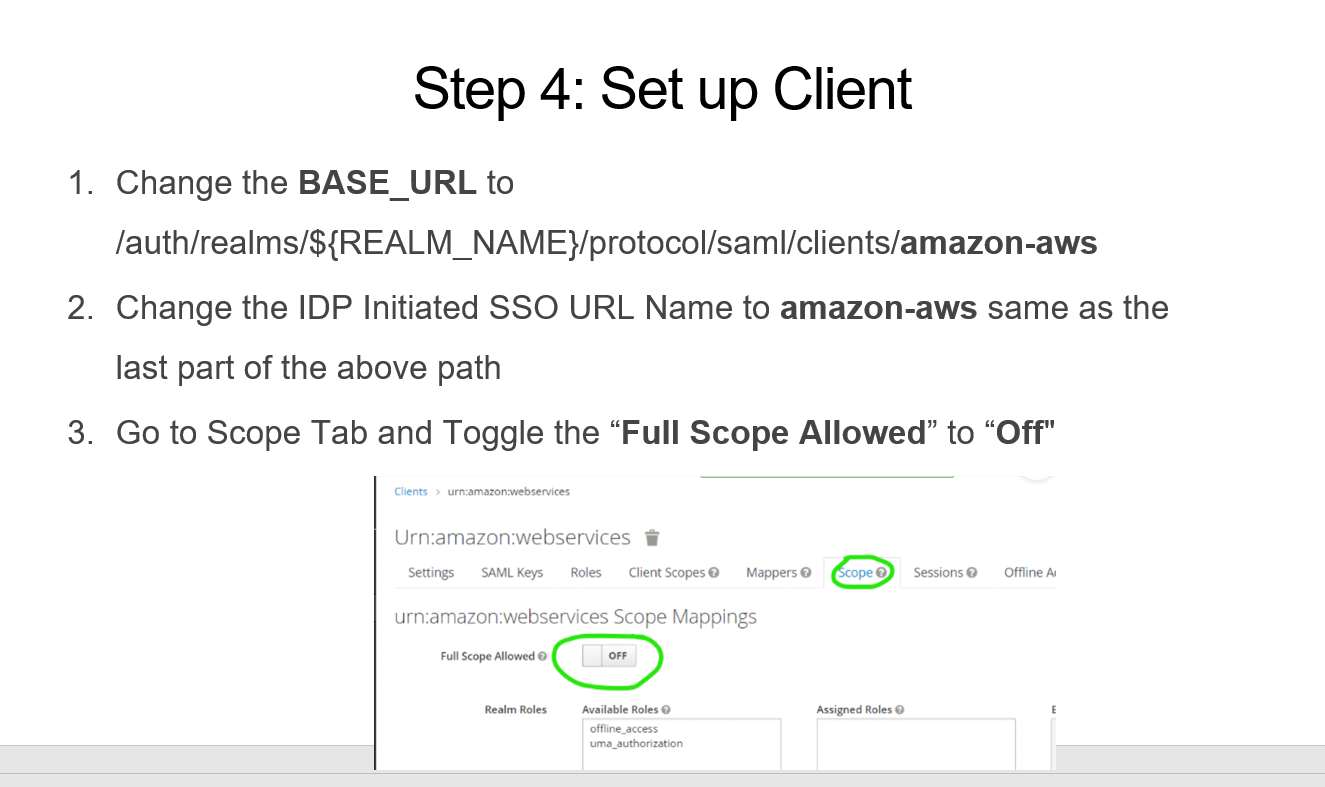 Step 4: Set up Client
1. Change the BASE_URL to
/auth/realms/${REALM_NAME}/protocol/saml/clients/amazon-aws
2. Change the IDP Initiated SSO URL Name to amazon-aws same as the
last part of the above path
3. Go to Scope Tab and Toggle the “Full Scope Allowed” to “Off"
Clients > urn:amazon:webservices
Urn:amazon:webservices
Settings SAML Keys Roles Client Scopes Mappers Scope Sessions Offline Ac
urn:amazon:webservices Scope Mappings
Full Scope Allowed OFF
Realm Roles Available Roles Assigned Roles E
offline_access
uma_authorization